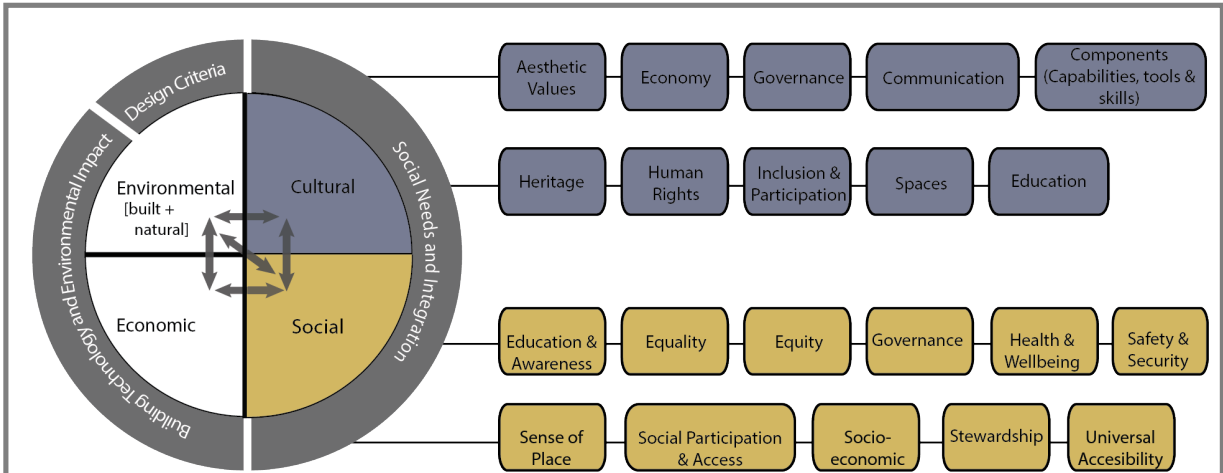 Design Criteria
Building Technology and Environmental Impact
Social Needs and Integration
Environmental
[built +
natural]
Cultural
Economic
Social
Aesthetic
Values
Economy
Governance
Communication
Components
(Capabilities, tools &
skills)
Heritage
Human
Rights
Inclusion &
Participation
Spaces
Education
Education &
Awareness
Equality
Equity
Governance
Health &
Wellbeing
Safety &
Security
Sense of
Place
Social Participation
& Access
Socio-
economic
Stewardship
Universal
Accesibility